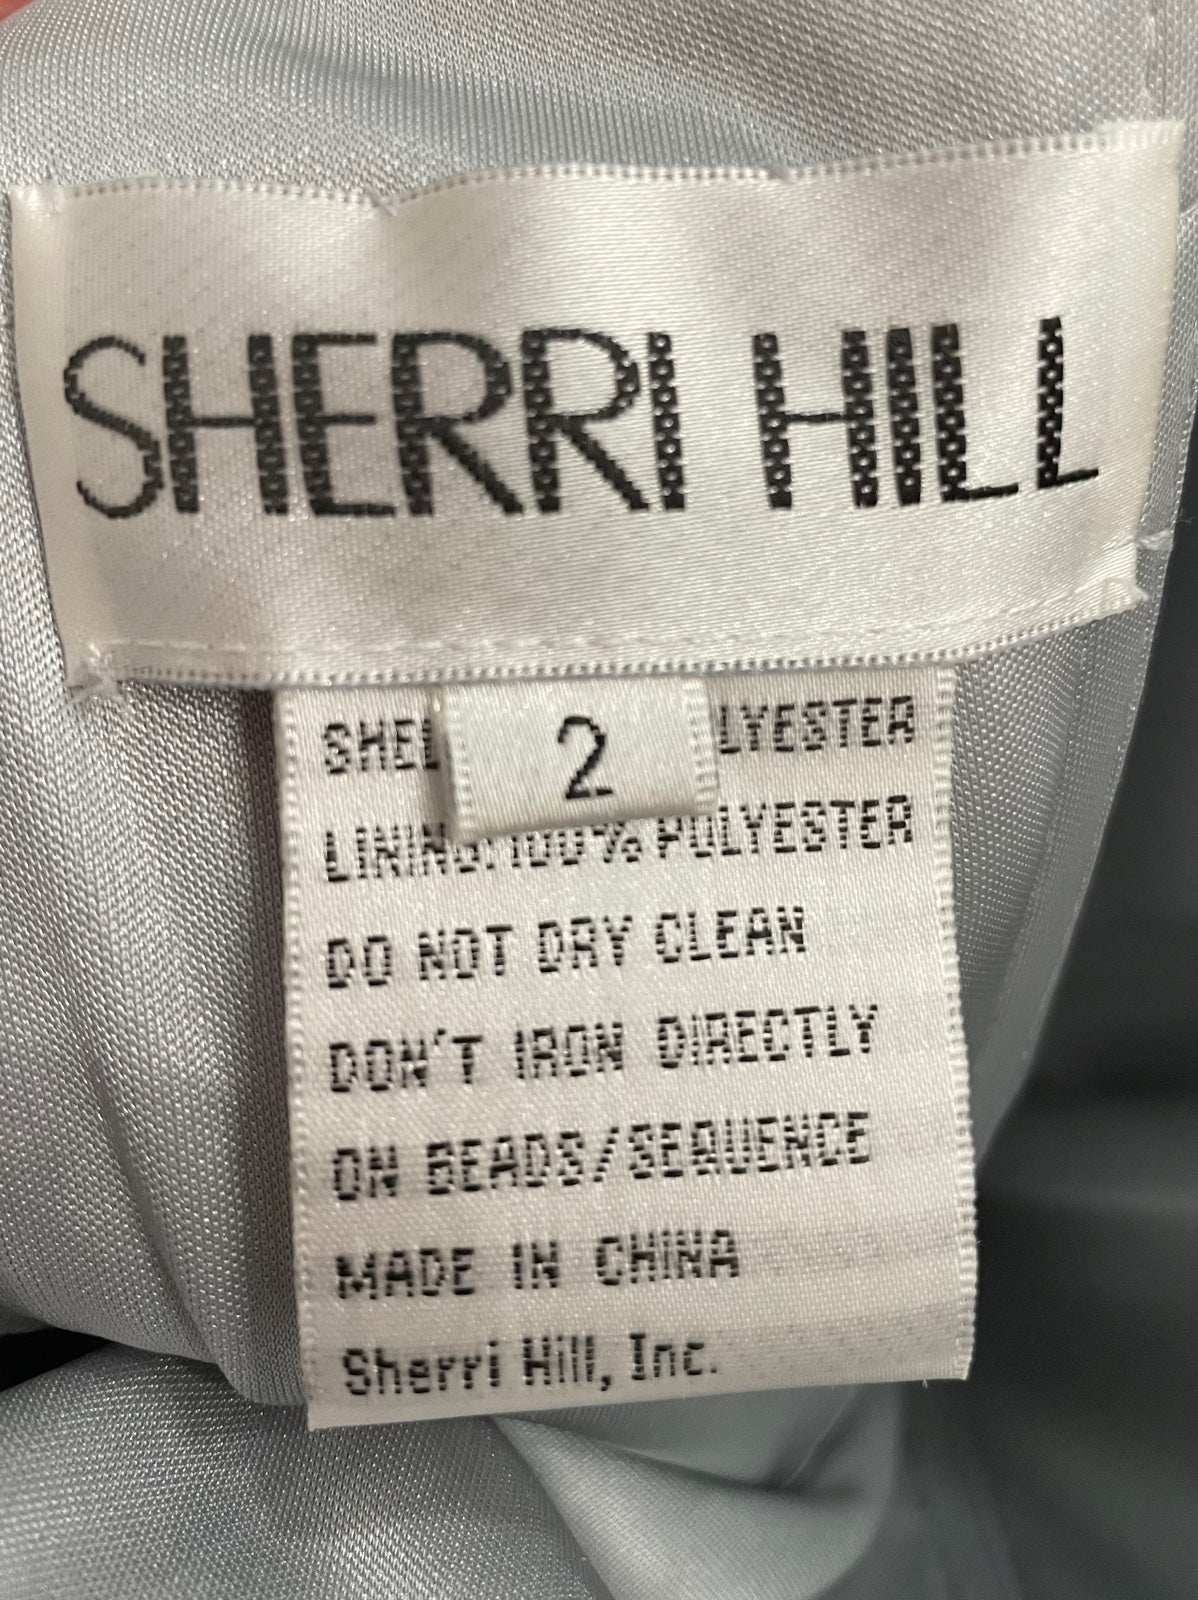 SHERRI HILL
2
SHEL LYESTER
LINING:100% POLYESTER
DO NOT DRY CLEAN
DON'T IRON DIRECTLY
ON BEADS/SEQUENCE
MADE IN CHINA
Sherri Hill, Inc.